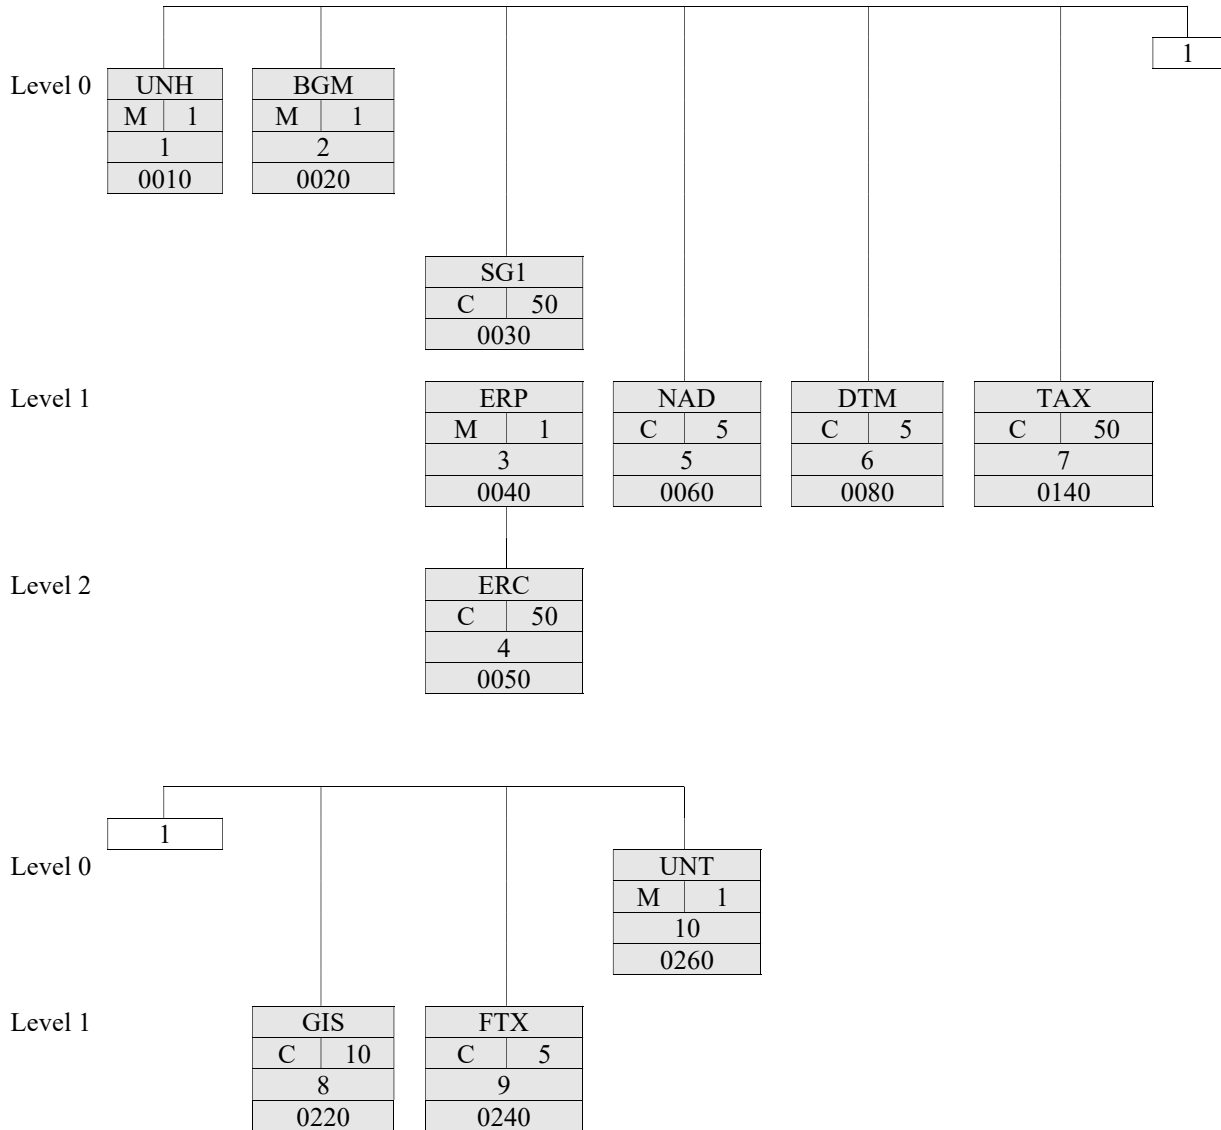 1
Level 0 UNH BGM
M 1 M 1
1 2
0010 0020
SG1
C 50
0030
Level 1 ERP NAD DTM TAX
M 1 C 5 C 5 C 50
3 5 6 7
0040 0060 0080 0140
Level 2 ERC
C 50
4
0050
1
Level 0 UNT
M 1
10
0260
Level 1 GIS FTX
C 10 C 5
8 9
0220 0240